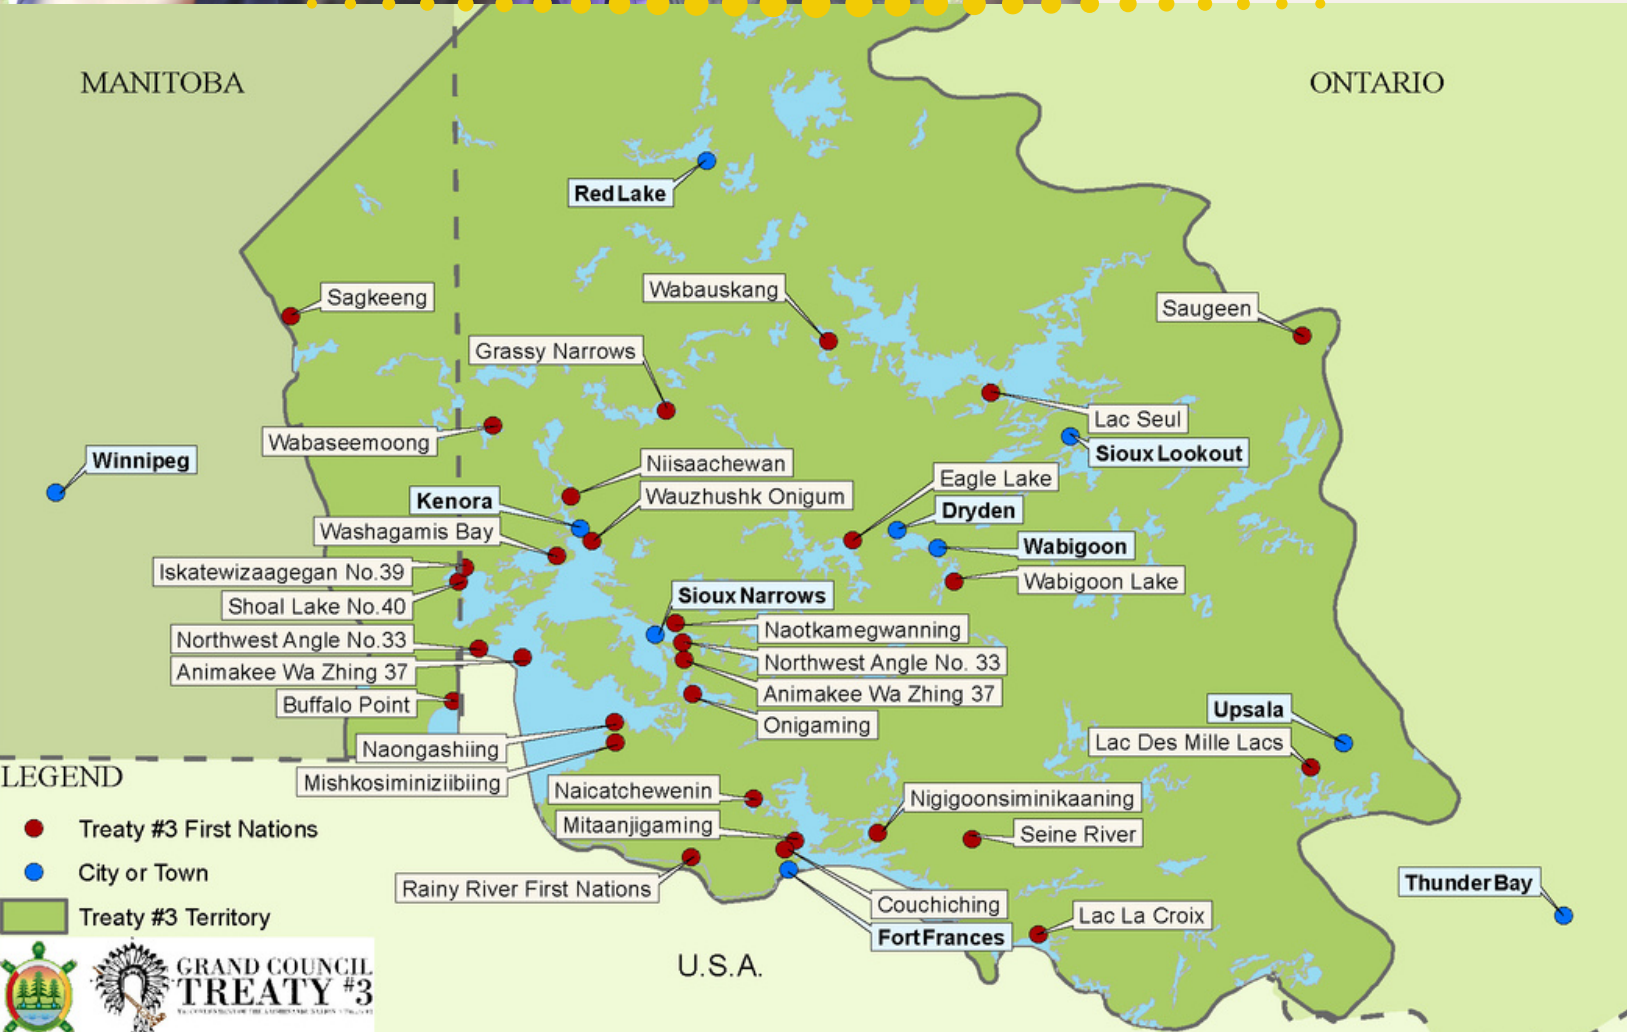 MANITOBA
ONTARIO
Red Lake
Sagkeeng
Wabauskang
Saugeen
Grassy Narrows
Lac Seul
Wabaseemoong
Sioux Lookout
Winnipeg
Niisaachewan
Eagle Lake
Kenora
Wauzhushk Onigum
Dryden
Washagamis Bay
Wabigoon
Iskatewizaagegan No.39
Wabigoon Lake
Shoal Lake No.40
Sioux Narrows
Northwest Angle No.33
Naotkamegwanning
Animakee Wa Zhing 37
Northwest Angle No. 33
Buffalo Point
Animakee Wa Zhing 37
Onigaming
Upsala
Naongashiing
Lac Des Mille Lacs
Mishkosiminiziibiing
Naicatchewenin
Nigigoonsiminikaaning
Mitaanjigaming
Seine River
Rainy River First Nations
Couchiching
Fort Frances
Lac La Croix
Thunder Bay
U.S.A.
LEGEND
Treaty #3 First Nations
City or Town
Treaty #3 Territory
GRAND COUNCIL
TREATY #3